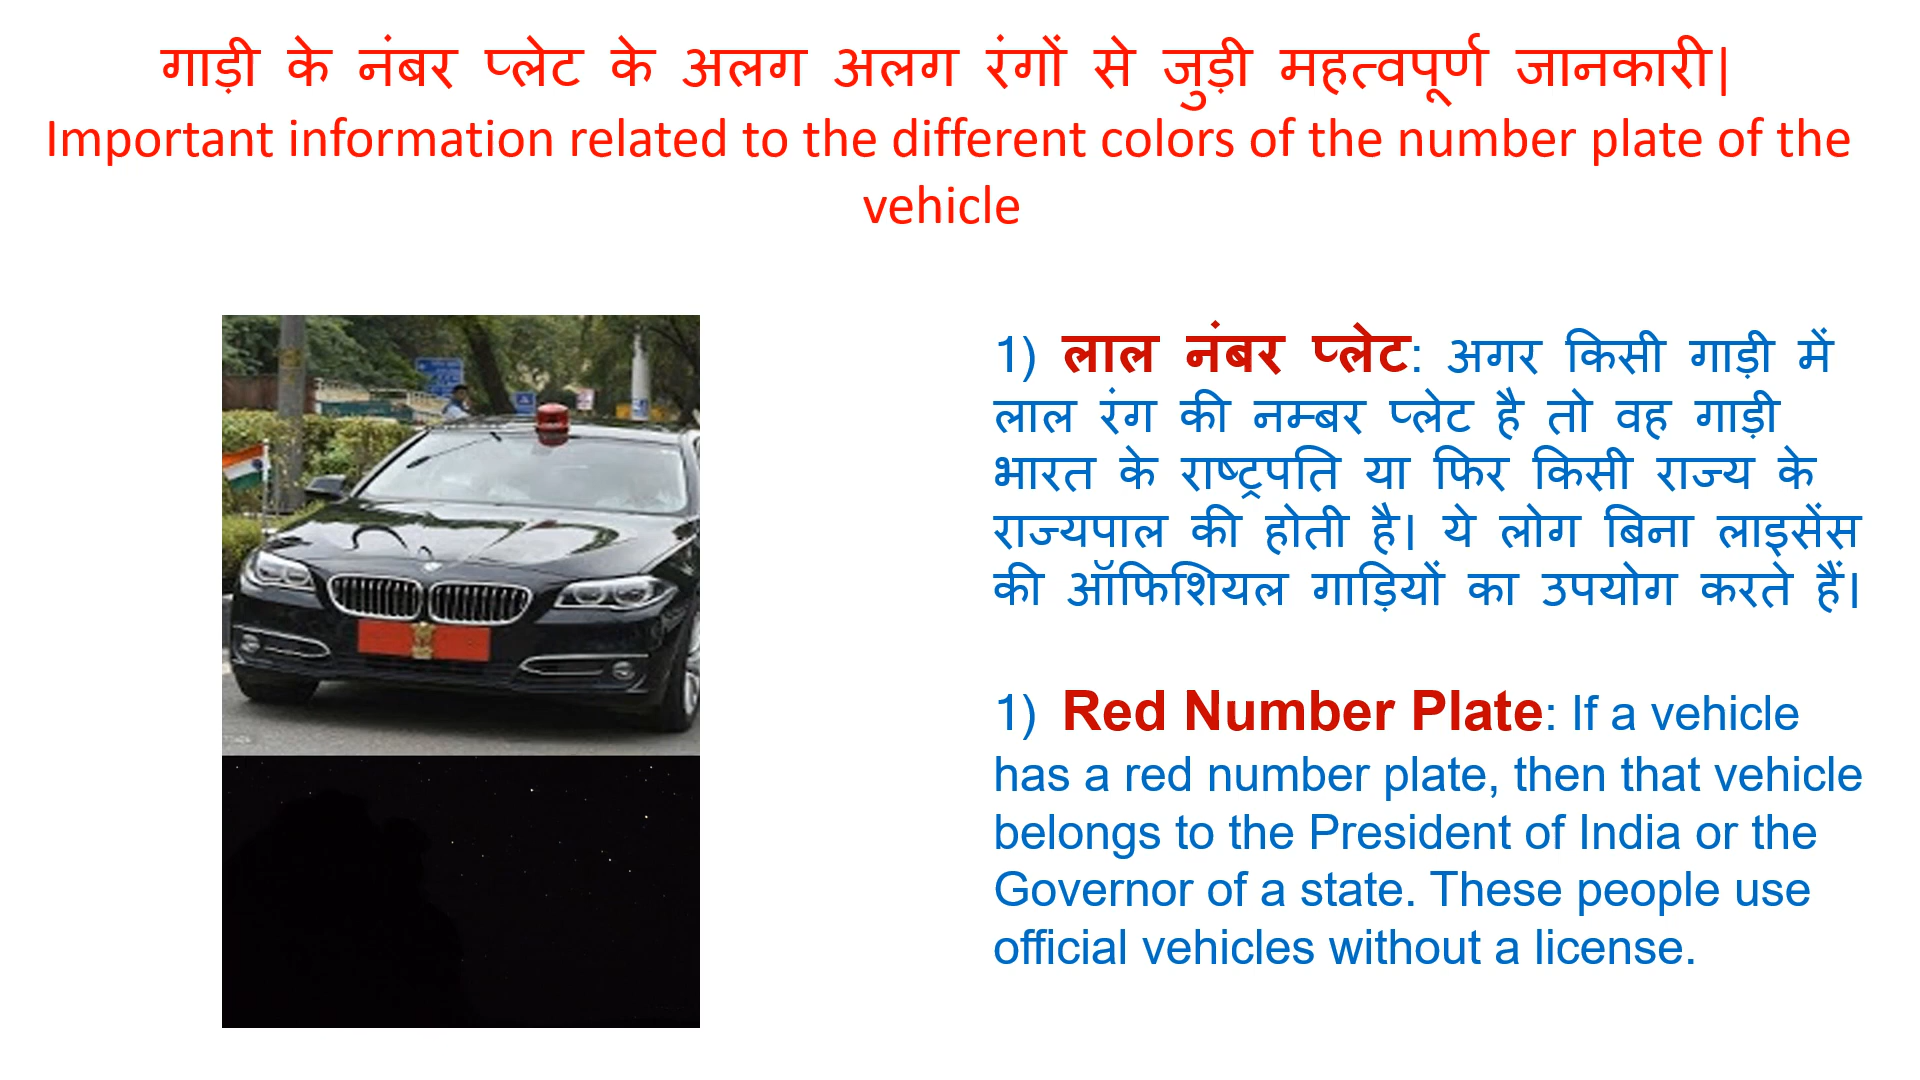 गाड़ी के नंबर प्लेट के अलग अलग रंगों से जुड़ी महत्वपूर्ण जानकारी|
Important information related to the different colors of the number plate of the
vehicle
1) लाल नंबर प्लेट: अगर किसी गाड़ी में
लाल रंग की नम्बर प्लेट है तो वह गाड़ी
भारत के राष्ट्रपति या फिर किसी राज्य के
राज्यपाल की होती है। ये लोग बिना लाइसेंस
की ऑफिशियल गाड़ियों का उपयोग करते हैं।
1) Red Number Plate: If a vehicle
has a red number plate, then that vehicle
belongs to the President of India or the
Governor of a state. These people use
official vehicles without a license.